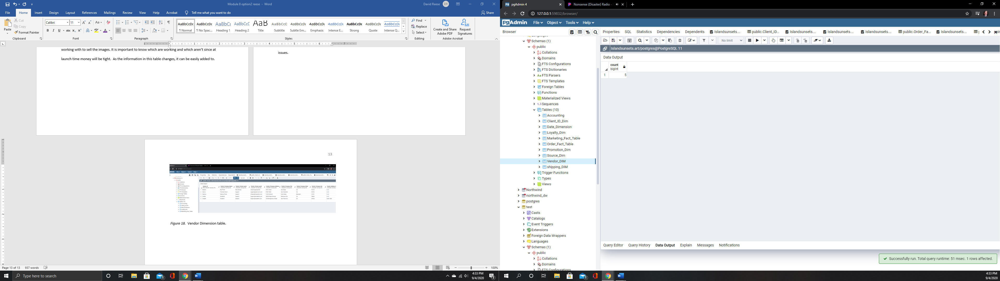 Module 8 option2 reese - Word
David Reese
DR
File Home Insert Design Layout References Mailings Review View Help Acrobat Tell me what you want to do
Share
Paste
Cut
Copy
Format Painter
Clipboard
Calibri 11
Font
Paragraph
AaBbCcDc AaBbCcDc AaBbC( AaBbCcC AaB AaBbCcC AaBbCcDc AaBbCcDc AaBbCcDc AaBbCcDc AaBbCcDc AaBbCcDc
¶ Normal ¶ No Spac... Heading 1 Heading 2 Title Subtitle Subtle Em... Emphasis Intense E... Strong Quote Intense Q...
Styles
Find
Replace
Select
Editing
Create and Share
Adobe PDF
Request
Signatures
Adobe Acrobat
working with to sell the images. It is important to know which are working and which aren't since at
launch time money will be tight. As the information in this table changes, it can be easily added to.
issues.
13
Figure 18. Vendor Dimension table.
Page 13 of 13 937 words
100%
Type here to search
4:33 PM
9/4/2020
pgAdmin 4
Nonsense (Disaster) Radio -
127.0.0.1:59832/browser/
pgAdmin File Object Tools Help
Browser
Schemas (1)
public
Collations
Domains
FTS Configurations
FTS Dictionaries
FTS Parsers
FTS Templates
Foreign Tables
Functions
Materialized Views
Sequences
Tables (10)
Accounting
Client_ID_Dim
Date_Dimension
Loyalty_Dim
Marketing_Fact_Table
Order_Fact_Table
Promotion_Dim
Source_Dim
Vendor_DIM
shipping_DIM
Trigger Functions
Types
Views
Northwind
northwind_dw
postgres
test
Casts
Catalogs
Event Triggers
Extensions
Foreign Data Wrappers
Languages
Schemas (1)
public
Collations
Domains
FTS Configurations
Properties SQL Statistics Dependencies Dependents Islandsunsets.... public.Client_ID... Islandsunsets.... Islandsunsets.... Islandsunsets.... public.Order_Fa... Islandsunsets....
No limit
Islandsunsets.art/postgres@PostgreSQL 11
Data Output
count
bigint
1 5
Query Editor Query History Data Output Explain Messages Notifications
Successfully run. Total query runtime: 51 msec. 1 rows affected.
4:33 PM
9/4/2020